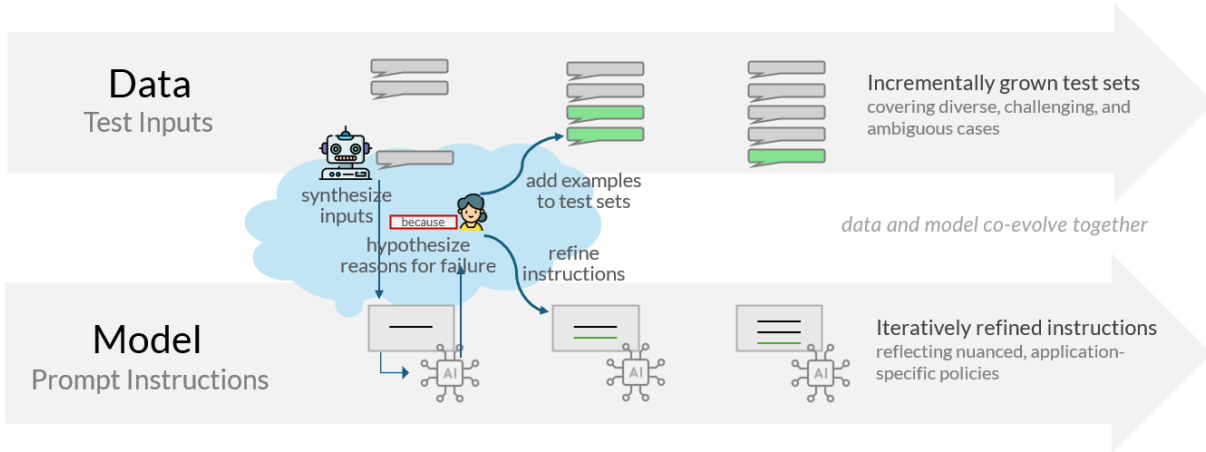 Data
Test Inputs
synthesize
inputs
because
hypothesize
reasons for failure
add examples
to test sets
refine
instructions
Incrementally grown test sets
covering diverse, challenging, and
ambiguous cases
data and model co-evolve together
Model
Prompt Instructions
AI
AI
AI
Iteratively refined instructions
reflecting nuanced, application-
specific policies